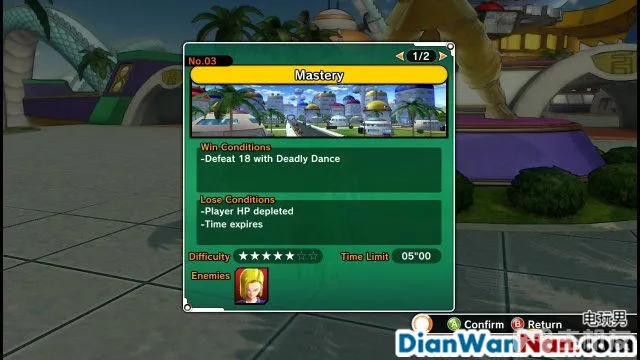 No.03
1/2
Mastery
Win Conditions
-Defeat 18 with Deadly Dance
Lose Conditions
-Player HP depleted
-Time expires
Difficulty ★★★★★☆☆ Time Limit 05"00
Enemies
A Confirm B Return
电玩男
DianWanNan.com